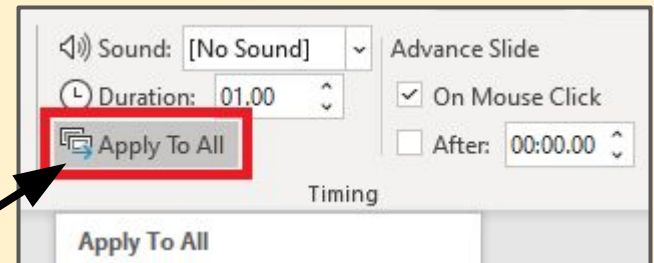 Sound: [No Sound]
Duration: 01.00
Apply To All
Advance Slide
On Mouse Click
After: 00:00.00
Timing
Apply To All